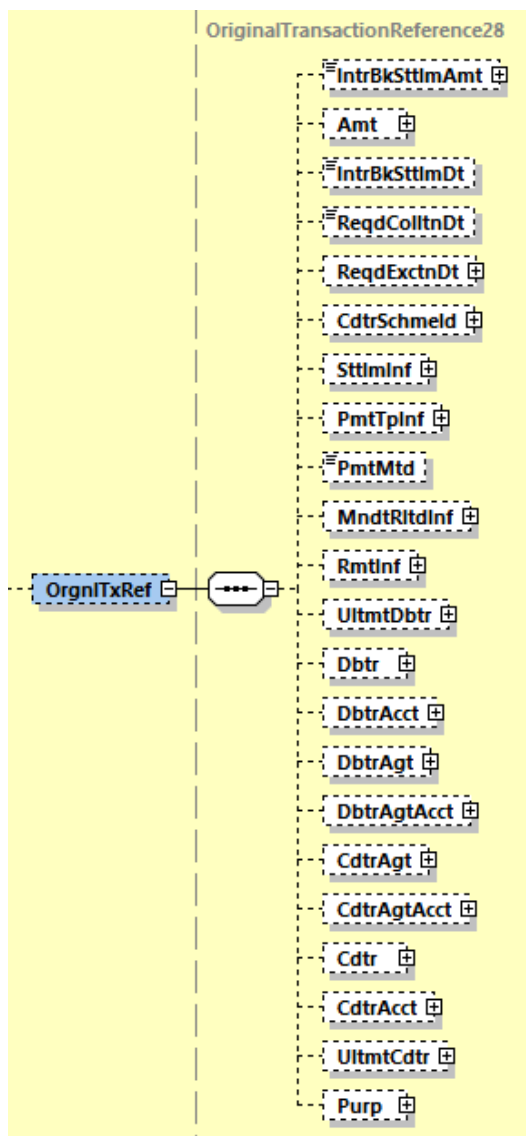 OriginalTransactionReference28
IntrBkSttlmAmt
Amt
IntrBkSttlmDt
ReqdColltnDt
ReqdExctnDt
CdtrSchmeId
SttlmInf
PmtTpInf
PmtMtd
MndtRltdInf
RmtInf
OrgnlTxRef
UltmtDbtr
Dbtr
DbtrAcct
DbtrAgt
DbtrAgtAcct
CdtrAgt
CdtrAgtAcct
Cdtr
CdtrAcct
UltmtCdtr
Purp